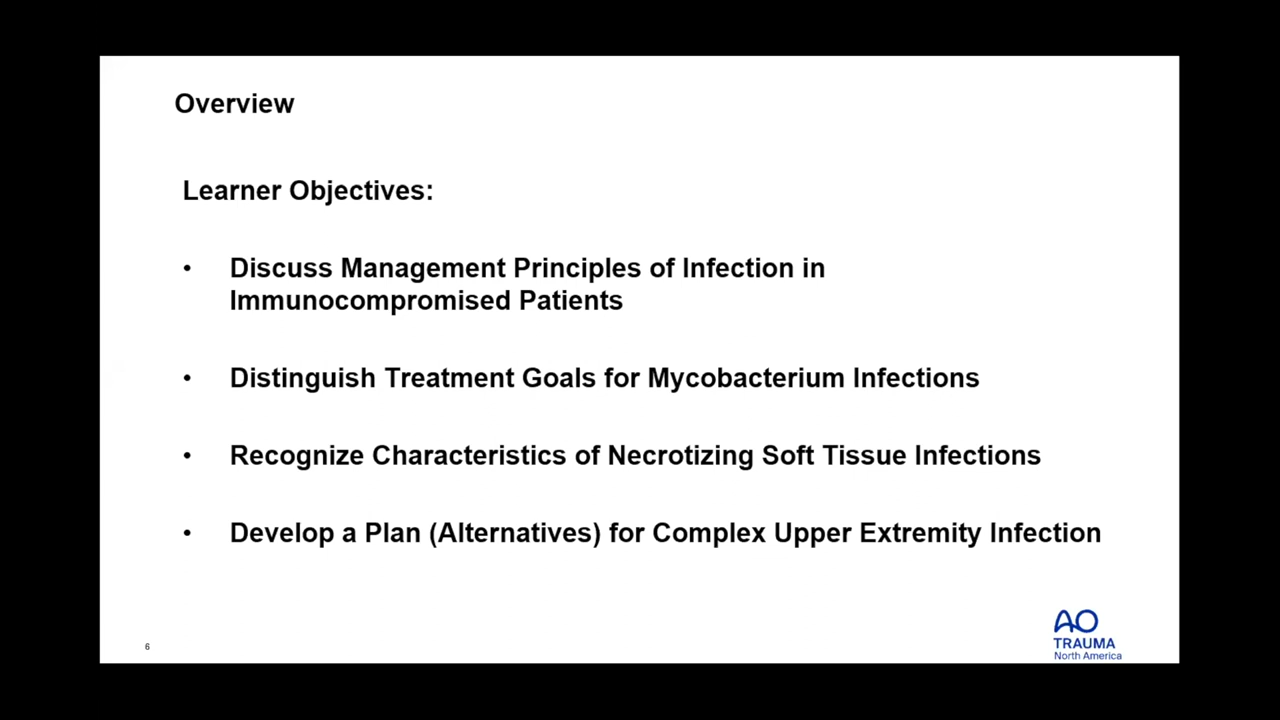 Overview
Learner Objectives:
• Discuss Management Principles of Infection in
Immunocompromised Patients
• Distinguish Treatment Goals for Mycobacterium Infections
• Recognize Characteristics of Necrotizing Soft Tissue Infections
• Develop a Plan (Alternatives) for Complex Upper Extremity Infection
6
AO
TRAUMA
North America